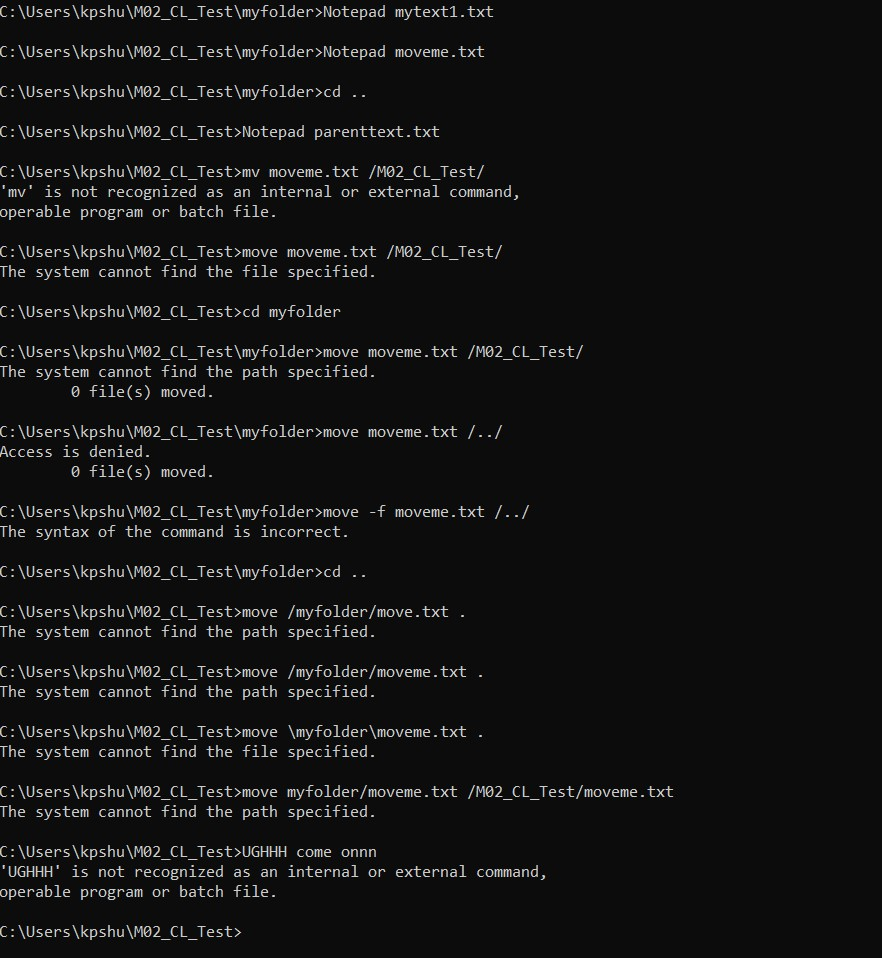 C:\Users\kpshu\M02_CL_Test\myfolder>Notepad mytext1.txt
C:\Users\kpshu\M02_CL_Test\myfolder>Notepad moveme.txt
C:\Users\kpshu\M02_CL_Test\myfolder>cd ..
C:\Users\kpshu\M02_CL_Test>Notepad parenttext.txt
C:\Users\kpshu\M02_CL_Test>mv moveme.txt /M02_CL_Test/
'mv' is not recognized as an internal or external command,
operable program or batch file.
C:\Users\kpshu\M02_CL_Test>move moveme.txt /M02_CL_Test/
The system cannot find the file specified.
C:\Users\kpshu\M02_CL_Test>cd myfolder
C:\Users\kpshu\M02_CL_Test\myfolder>move moveme.txt /M02_CL_Test/
The system cannot find the path specified.
        0 file(s) moved.
C:\Users\kpshu\M02_CL_Test\myfolder>move moveme.txt /../
Access is denied.
        0 file(s) moved.
C:\Users\kpshu\M02_CL_Test\myfolder>move -f moveme.txt /../
The syntax of the command is incorrect.
C:\Users\kpshu\M02_CL_Test\myfolder>cd ..
C:\Users\kpshu\M02_CL_Test>move /myfolder/move.txt .
The system cannot find the path specified.
C:\Users\kpshu\M02_CL_Test>move /myfolder/moveme.txt .
The system cannot find the path specified.
C:\Users\kpshu\M02_CL_Test>move \myfolder\moveme.txt .
The system cannot find the file specified.
C:\Users\kpshu\M02_CL_Test>move myfolder/moveme.txt /M02_CL_Test/moveme.txt
The system cannot find the path specified.
C:\Users\kpshu\M02_CL_Test>UGHHH come onnn
'UGHHH' is not recognized as an internal or external command,
operable program or batch file.
C:\Users\kpshu\M02_CL_Test>